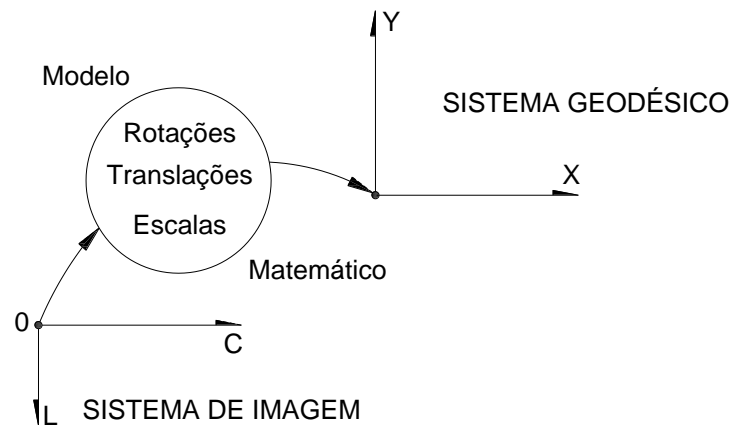 Y
Modelo
SISTEMA GEODÉSICO
Rotações
Translações
X
Escalas
Matemático
0
C
L
SISTEMA DE IMAGEM